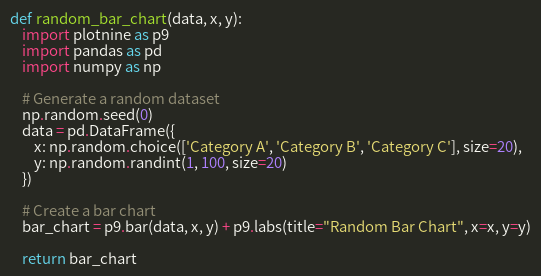 def random_bar_chart(data, x, y):
    import plotnine as p9
    import pandas as pd
    import numpy as np

    # Generate a random dataset
    np.random.seed(0)
    data = pd.DataFrame({
        x: np.random.choice(['Category A', 'Category B', 'Category C'], size=20),
        y: np.random.randint(1, 100, size=20)
    })

    # Create a bar chart
    bar_chart = p9.bar(data, x, y) + p9.labs(title="Random Bar Chart", x=x, y=y)

    return bar_chart